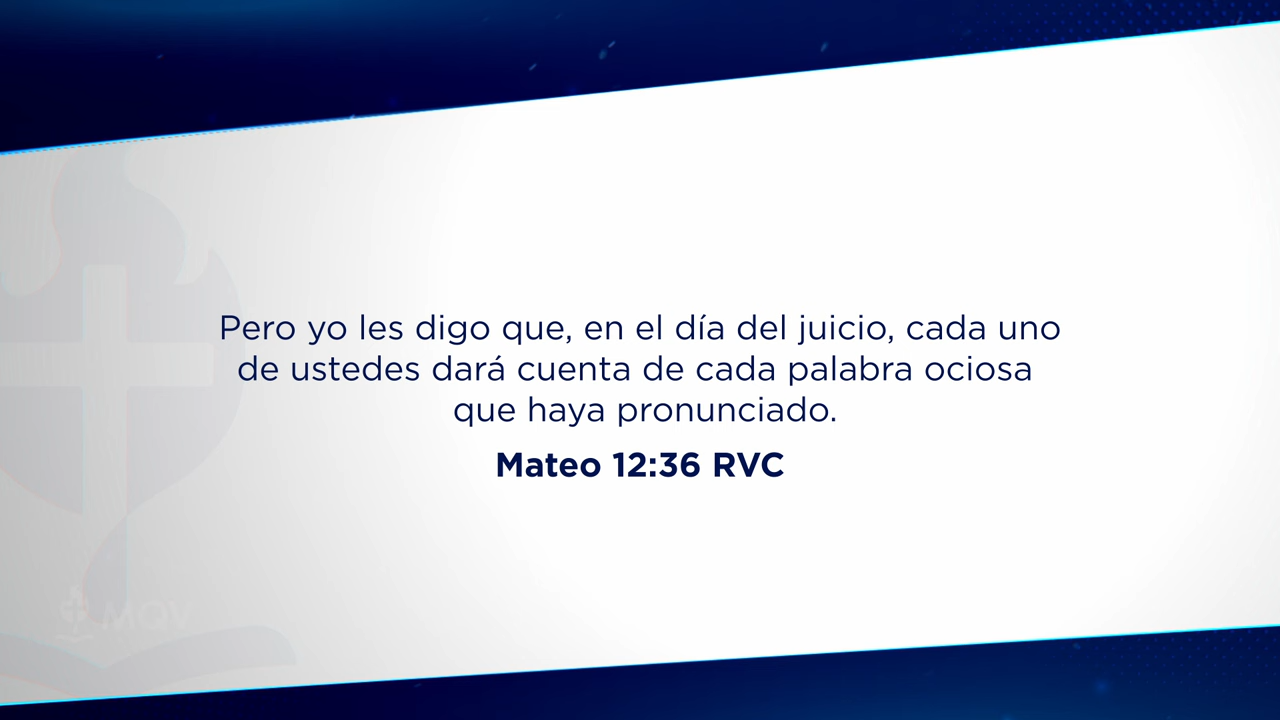 Pero yo les digo que, en el día del juicio, cada uno
de ustedes dará cuenta de cada palabra ociosa
que haya pronunciado.
Mateo 12:36 RVC
MQV